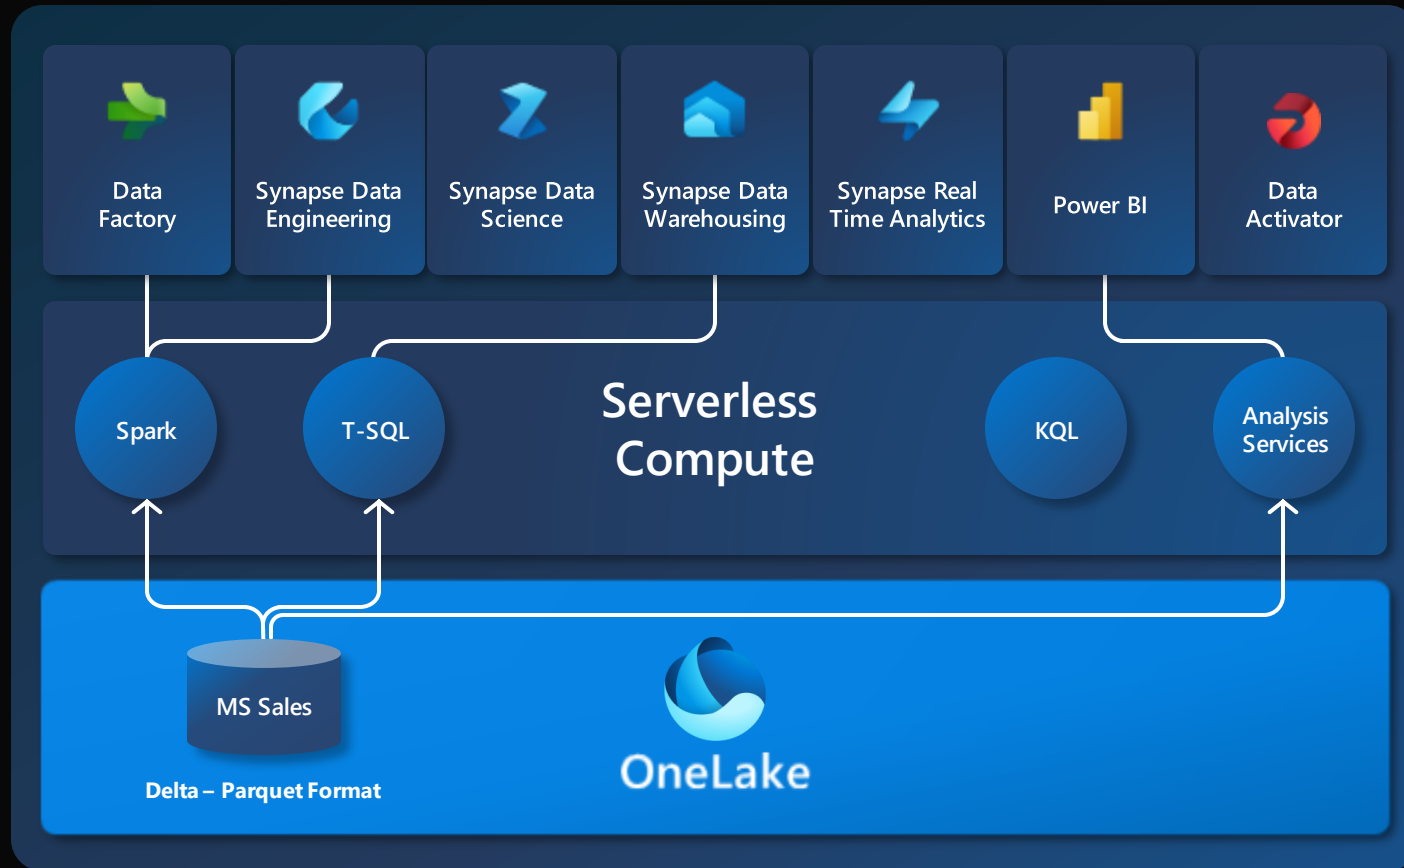 Data
Factory
Synapse Data
Engineering
Synapse Data
Science
Synapse Data
Warehousing
Synapse Real
Time Analytics
Power BI
Data
Activator
Spark
T-SQL
Serverless
Compute
KQL
Analysis
Services
MS Sales
Delta – Parquet Format
OneLake